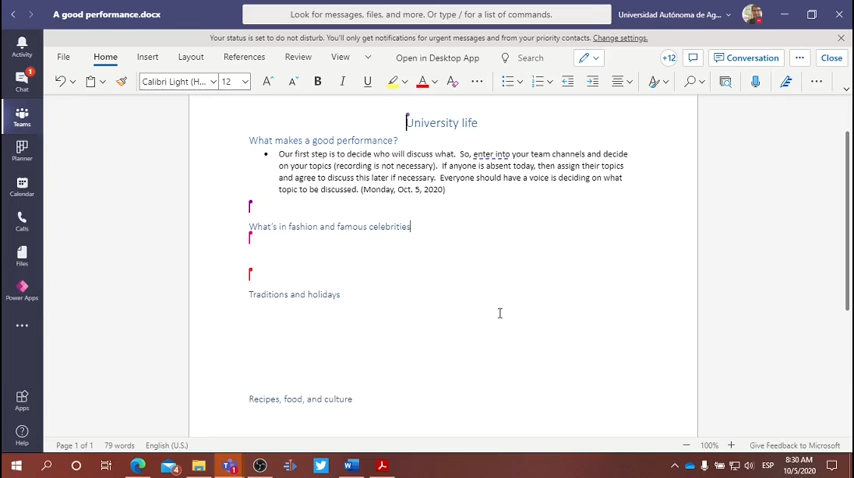 A good performance.docx
Look for messages, files, and more. Or type / for a list of commands.
Universidad Autónoma de Ag...
Your status is set to do not disturb. You'll only get notifications for urgent messages and from your priority contacts. Change settings.
File Home Insert Layout References Review View Open in Desktop App Search +12 Conversation Close
Calibri Light (H... 12
Activity
Chat
1
Teams
Planner
Calendar
Calls
Files
Power Apps
Apps
Help
University life
What makes a good performance?
Our first step is to decide who will discuss what. So, enter into your team channels and decide
on your topics (recording is not necessary). If anyone is absent today, then assign their topics
and agree to discuss this later if necessary. Everyone should have a voice is deciding on what
topic to be discussed. (Monday, Oct. 5, 2020)
What's in fashion and famous celebrities
Traditions and holidays
Recipes, food, and culture
Page 1 of 1 79 words English (U.S.) 100% Give Feedback to Microsoft
ESP 8:30 AM
10/5/2020